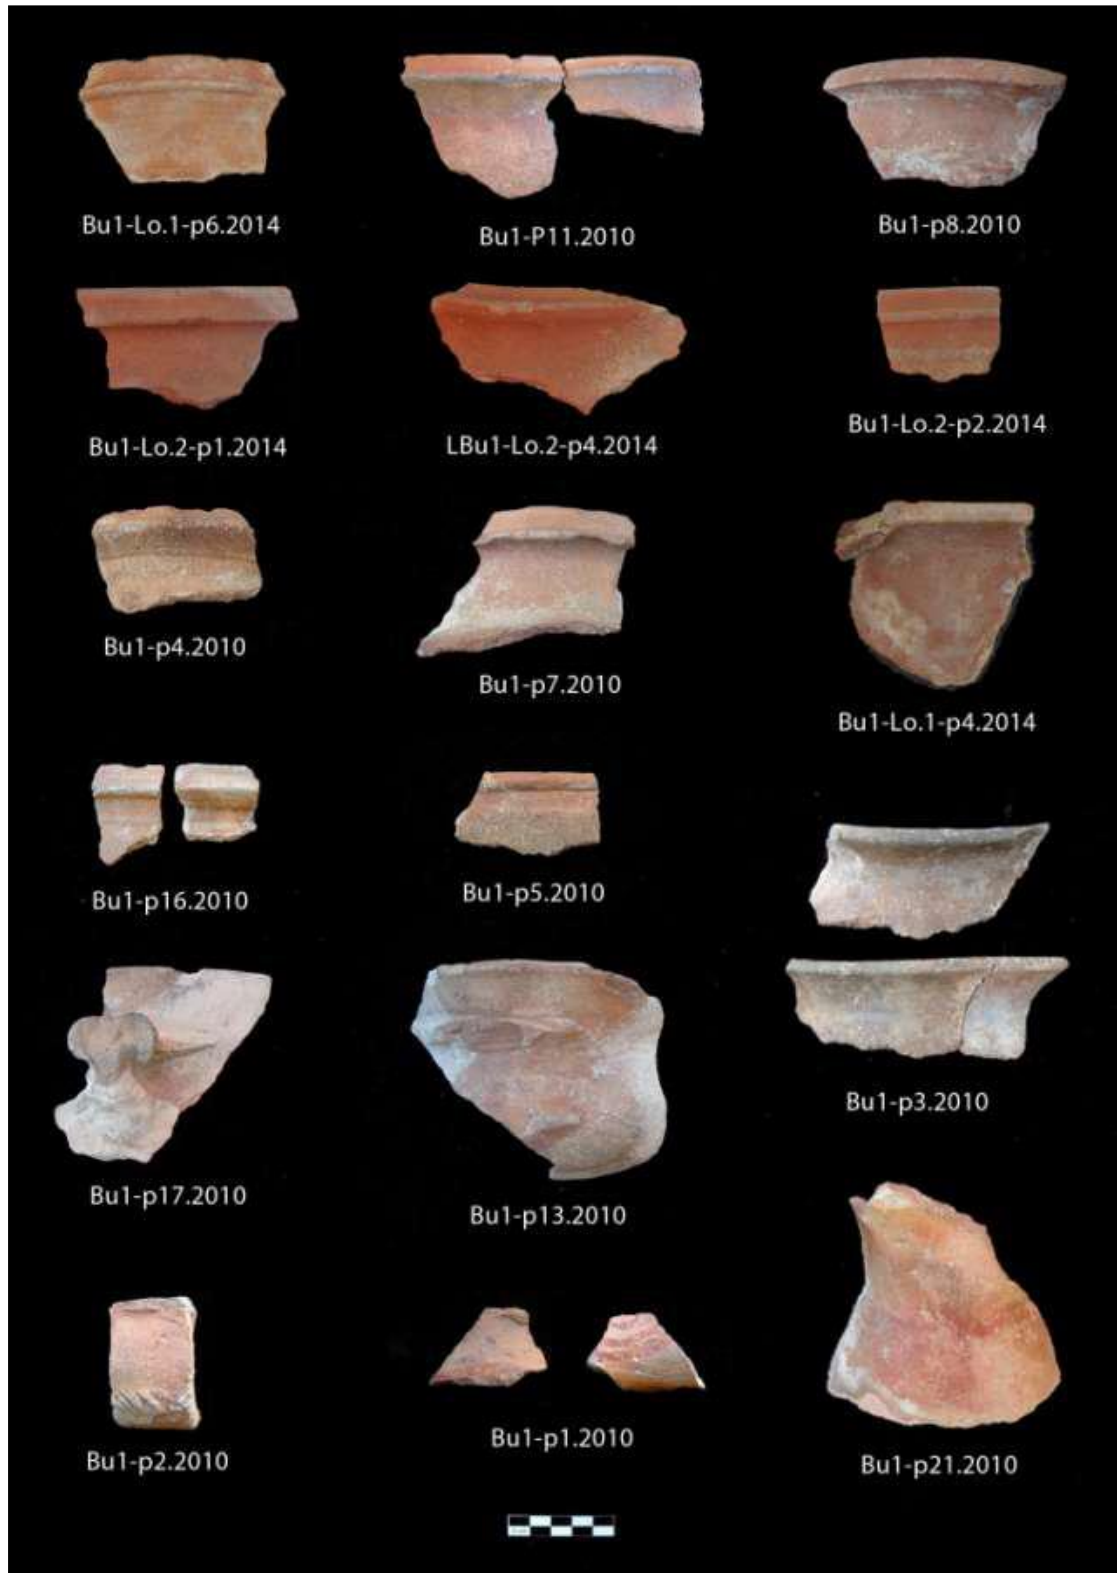 Bu1-Lo.1-p6.2014
Bu1-P11.2010
Bu1-p8.2010
Bu1-Lo.2-p1.2014
LBu1-Lo.2-p4.2014
Bu1-Lo.2-p2.2014
Bu1-p4.2010
Bu1-p7.2010
Bu1-Lo.1-p4.2014
Bu1-p16.2010
Bu1-p5.2010
Bu1-p3.2010
Bu1-p17.2010
Bu1-p13.2010
Bu1-p2.2010
Bu1-p1.2010
Bu1-p21.2010